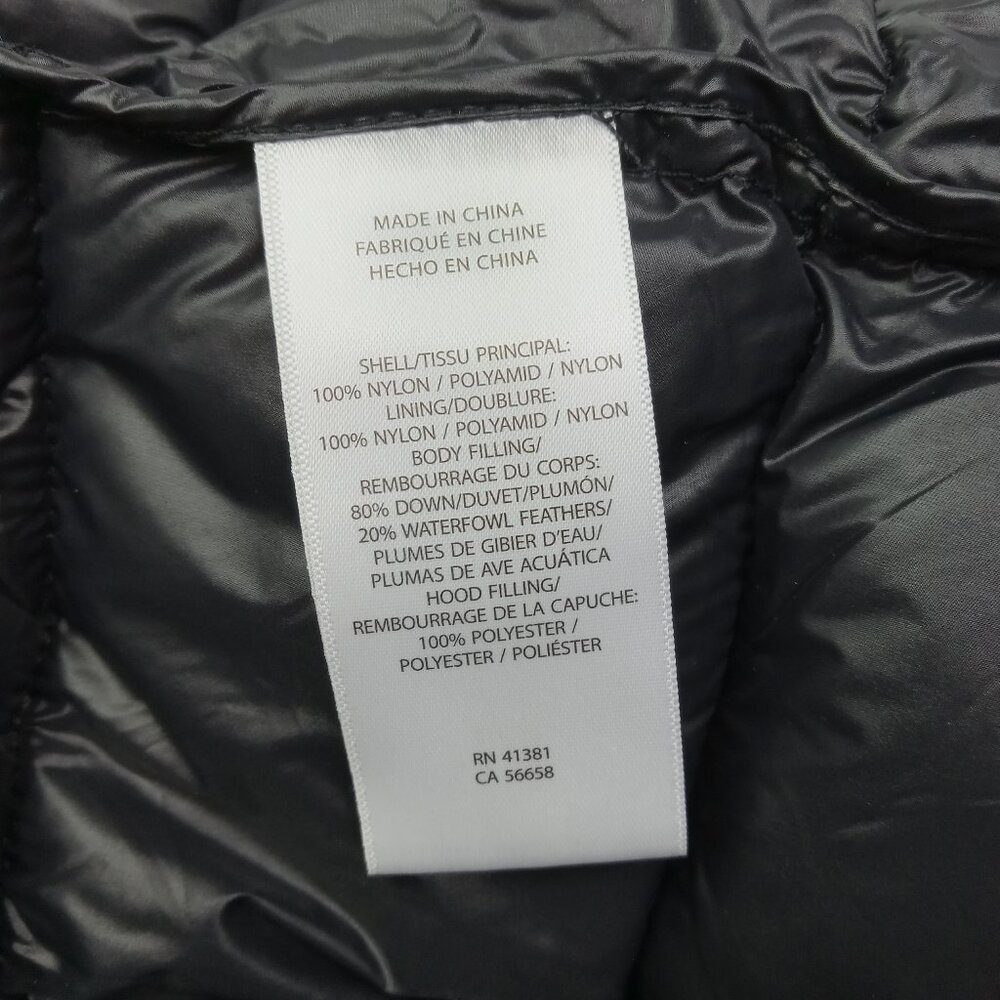 MADE IN CHINA
FABRIQUÉ EN CHINE
HECHO EN CHINA
SHELL/TISSU PRINCIPAL:
100% NYLON / POLYAMID / NYLON
LINING/DOUBLURE:
100% NYLON / POLYAMID / NYLON
BODY FILLING/
REMBOURRAGE DU CORPS:
80% DOWN/DUVET/PLUMÓN/
20% WATERFOWL FEATHERS/
PLUMES DE GIBIER D'EAU/
PLUMAS DE AVE ACUÁTICA
HOOD FILLING/
REMBOURRAGE DE LA CAPUCHE:
100% POLYESTER /
POLYESTER / POLIÉSTER
RN 41381
CA 56658